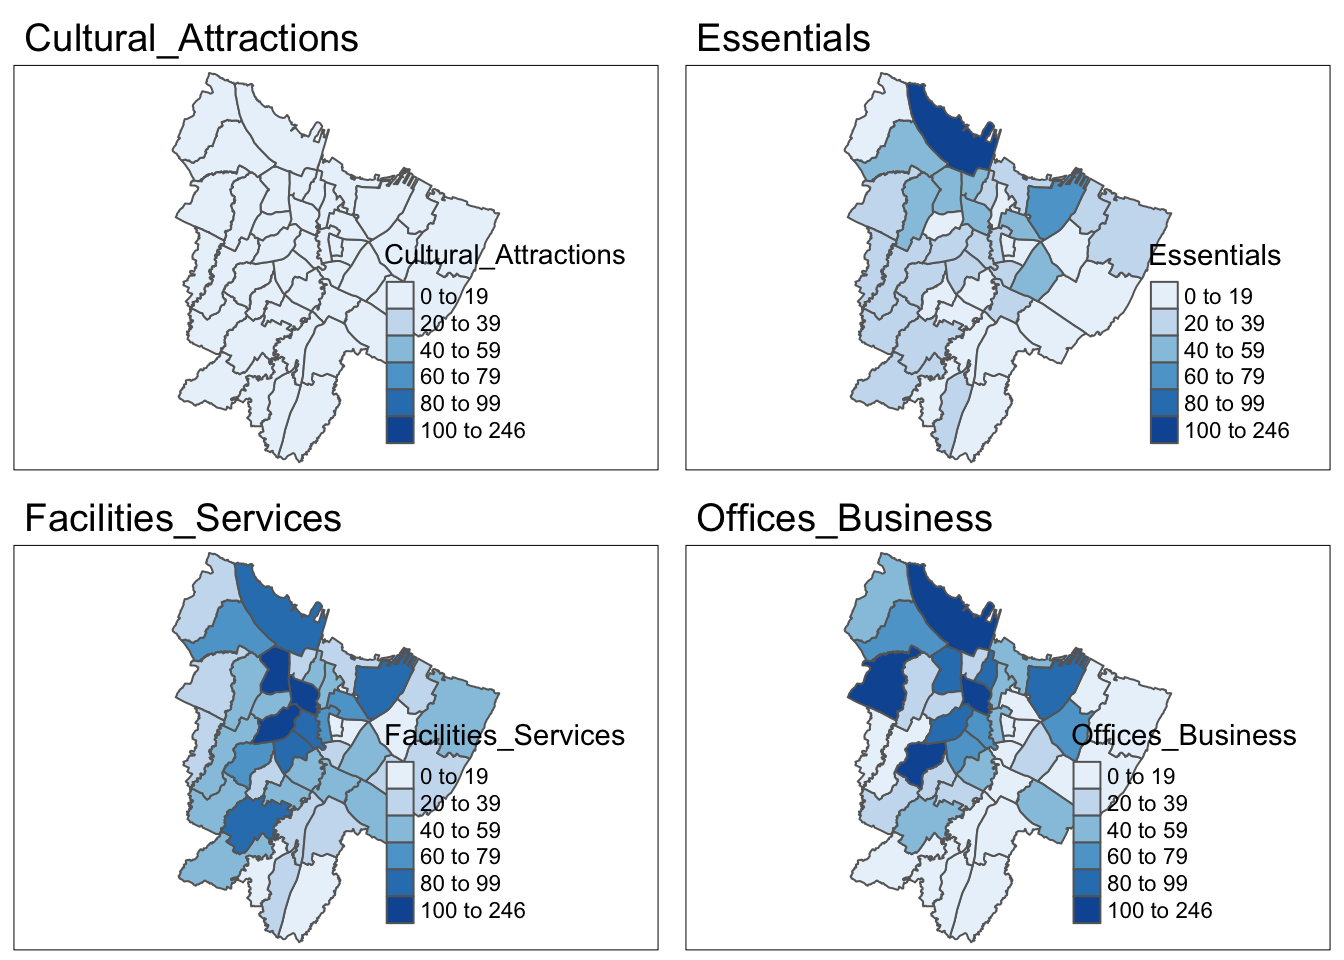 Cultural_Attractions
Essentials
Cultural_Attractions
0 to 19
20 to 39
40 to 59
60 to 79
80 to 99
100 to 246
Essentials
0 to 19
20 to 39
40 to 59
60 to 79
80 to 99
100 to 246
Facilities_Services
Offices_Business
Facilities_Services
0 to 19
20 to 39
40 to 59
60 to 79
80 to 99
100 to 246
Offices_Business
0 to 19
20 to 39
40 to 59
60 to 79
80 to 99
100 to 246